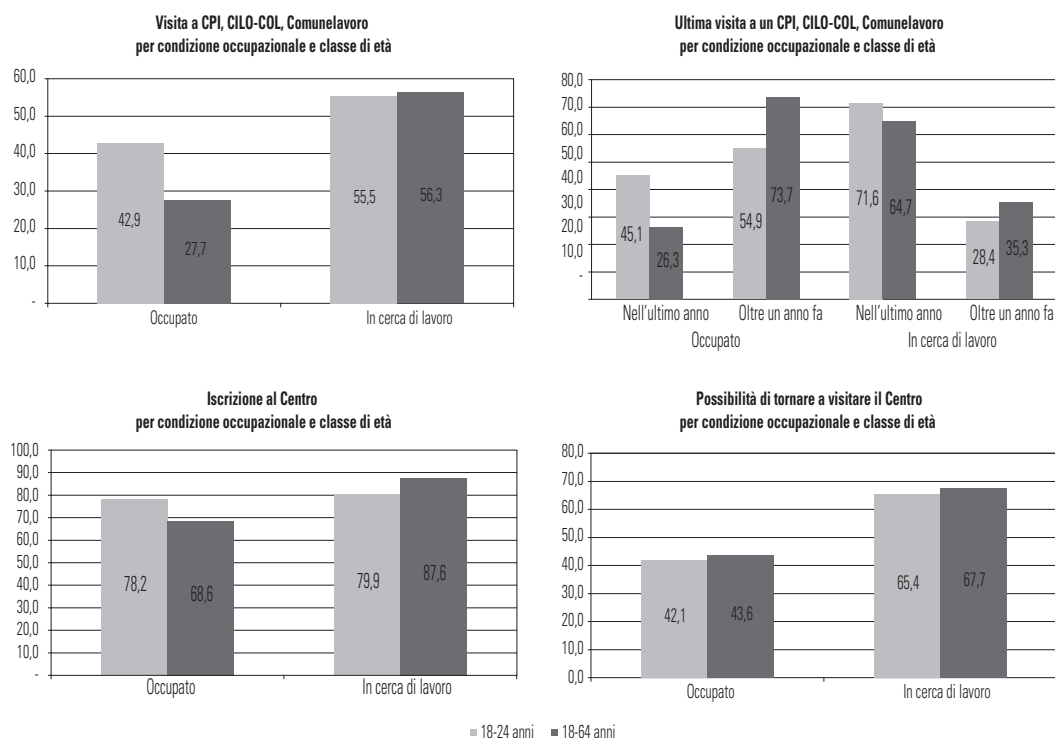 Visita a CPI, CILO-COL, Comunelavoro
per condizione occupazionale e classe di età
60,0
50,0
40,0
30,0
20,0
10,0
-
42,9
27,7
55,5
56,3
Occupato
In cerca di lavoro
Ultima visita a un CPI, CILO-COL, Comunelavoro
per condizione occupazionale e classe di età
80,0
70,0
60,0
50,0
40,0
30,0
20,0
10,0
-
45,1
26,3
54,9
73,7
71,6
64,7
28,4
35,3
Nell'ultimo anno
Oltre un anno fa
Nell'ultimo anno
Oltre un anno fa
Occupato
In cerca di lavoro
Iscrizione al Centro
per condizione occupazionale e classe di età
100,0
90,0
80,0
70,0
60,0
50,0
40,0
30,0
20,0
10,0
-
78,2
68,6
79,9
87,6
Occupato
In cerca di lavoro
Possibilità di tornare a visitare il Centro
per condizione occupazionale e classe di età
80,0
70,0
60,0
50,0
40,0
30,0
20,0
10,0
0,0
42,1
43,6
65,4
67,7
Occupato
In cerca di lavoro
18-24 anni
18-64 anni